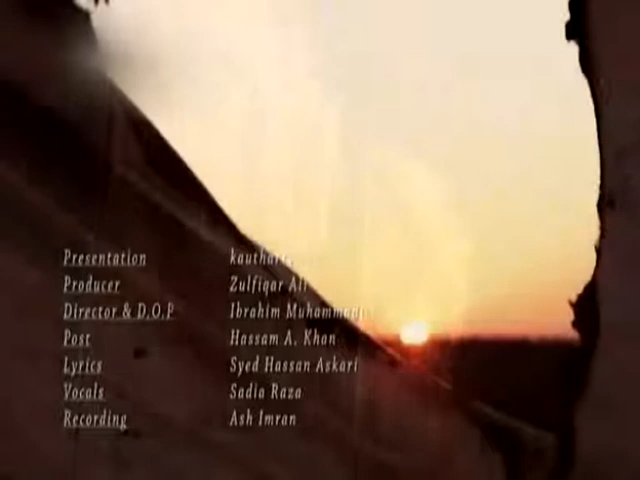 Presentation
Producer Zulfiqar Ali
Director & D.O.P Ibrahim
Post Hassam A. Khan
Lyrics Syed Hassan Askari
Vocals Sadia Raza
Recording Ash Imran